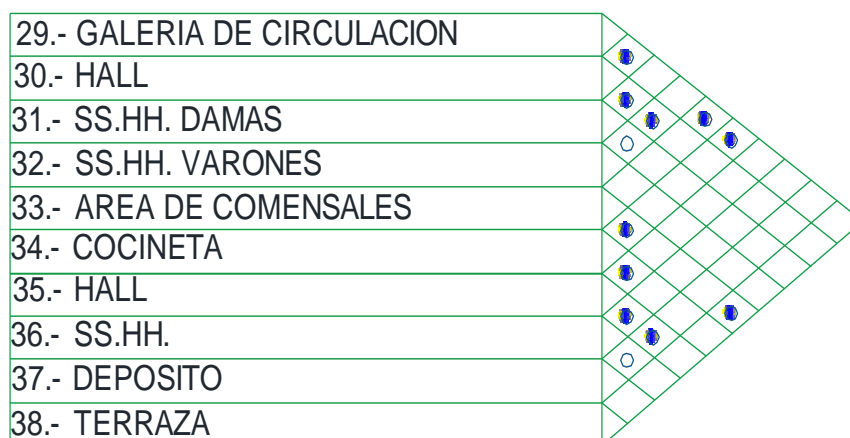 29.- GALERIA DE CIRCULACION
30.- HALL
31.- SS.HH. DAMAS
32.- SS.HH. VARONES
33.- AREA DE COMENSALES
34.- COCINETA
35.- HALL
36.- SS.HH.
37.- DEPOSITO
38.- TERRAZA